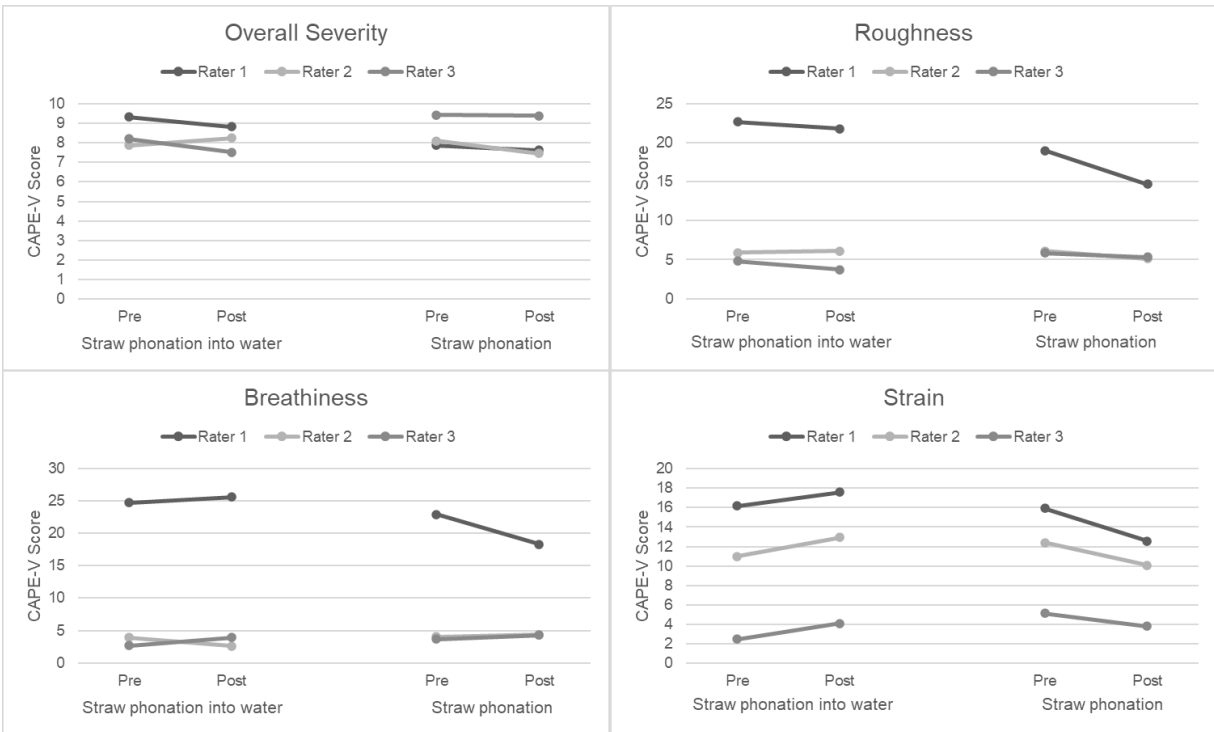 Overall Severity
Rater 1 Rater 2 Rater 3
CAPE-V Score
10
9
8
7
6
5
4
3
2
1
0
Pre Post Pre Post
Straw phonation into water Straw phonation
Roughness
Rater 1 Rater 2 Rater 3
CAPE-V Score
25
20
15
10
5
0
Pre Post Pre Post
Straw phonation into water Straw phonation
Breathiness
Rater 1 Rater 2 Rater 3
CAPE-V Score
30
25
20
15
10
5
0
Pre Post Pre Post
Straw phonation into water Straw phonation
Strain
Rater 1 Rater 2 Rater 3
CAPE-V Score
20
18
16
14
12
10
8
6
4
2
0
Pre Post Pre Post
Straw phonation into water Straw phonation